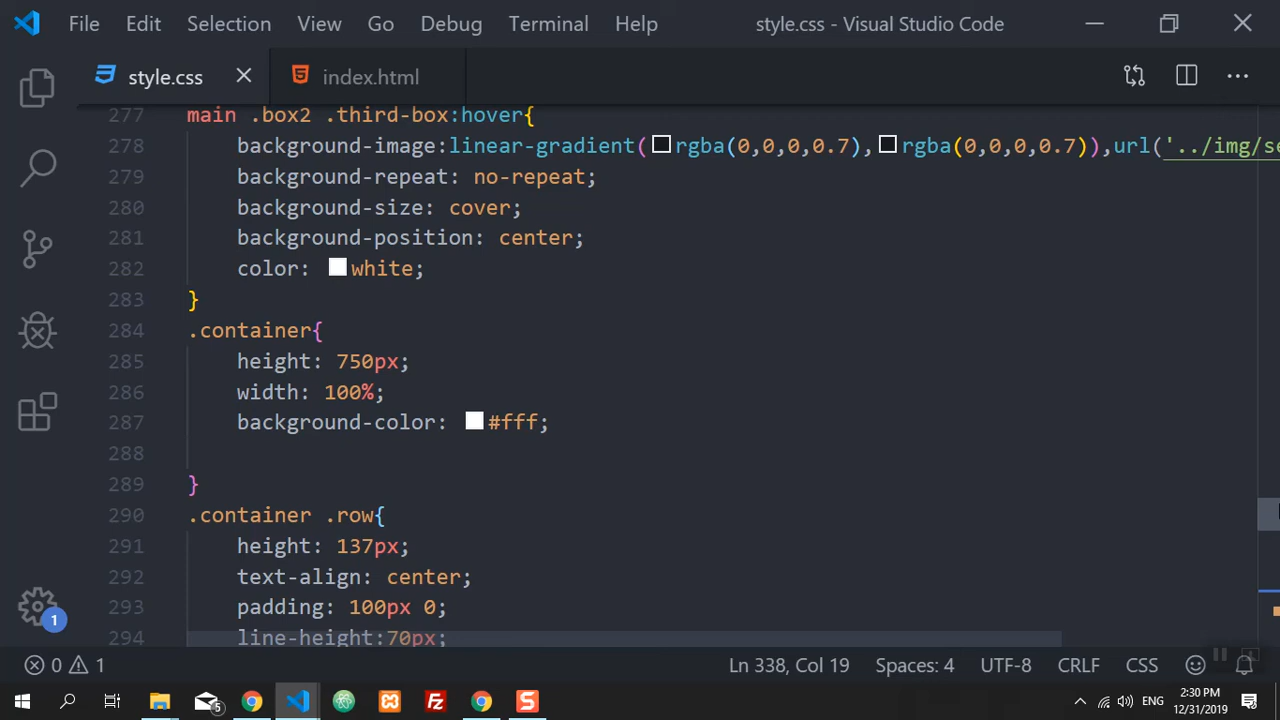 File Edit Selection View Go Debug Terminal Help style.css - Visual Studio Code
style.css index.html
277 main .box2 .third-box:hover{
278 background-image:linear-gradient(rgba(0,0,0,0.7),rgba(0,0,0,0.7)),url('../img/se
279 background-repeat: no-repeat;
280 background-size: cover;
281 background-position: center;
282 color: white;
283 }
284 .container{
285 height: 750px;
286 width: 100%;
287 background-color: #fff;
288
289 }
290 .container .row{
291 height: 137px;
292 text-align: center;
293 padding: 100px 0;
294 line-height:70px;
1
0 1 Ln 338, Col 19 Spaces: 4 UTF-8 CRLF CSS
5 ENG 2:30 PM
12/31/2019